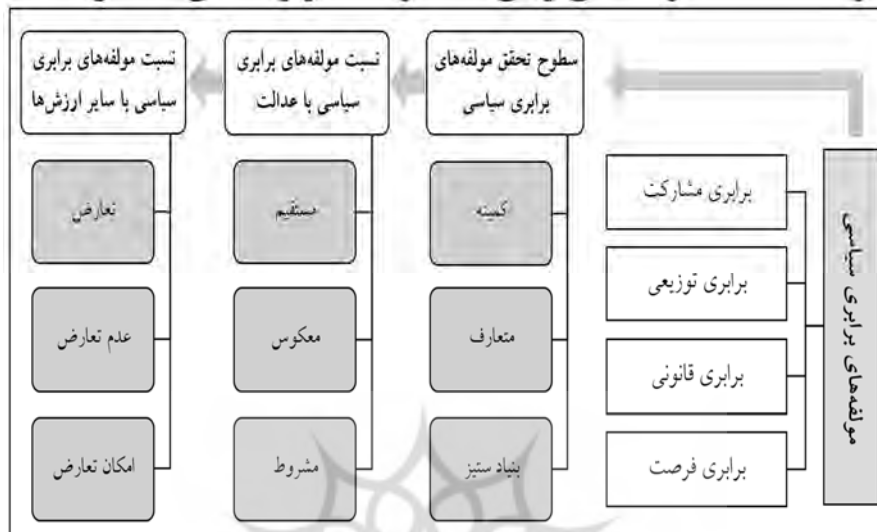 مولفه‌های برابری سیاسی
برابری مشارکت
برابری توزیعی
برابری قانونی
برابری فرصت
سطوح تحقق مولفه‌های
برابری سیاسی
کمینه
متعارف
بنیاد ستیز
نسبت مولفه‌های برابری
سیاسی با عدالت
مستقیم
معکوس
مشروط
نسبت مولفه‌های برابری
سیاسی با سایر ارزش‌ها
تعارض
عدم تعارض
امکان تعارض